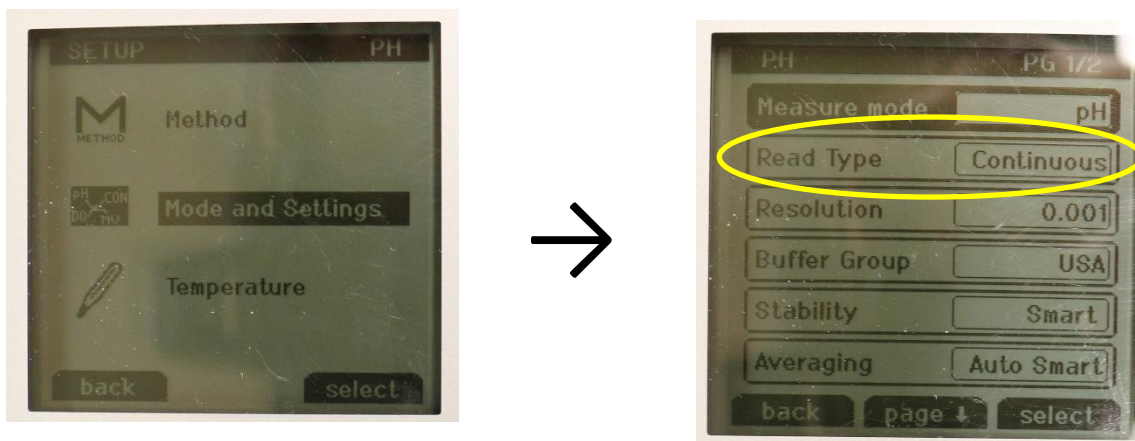 SETUP PH
METHOD
Method
PH CON
DO MV
Mode and Settings
Temperature
back select
PH PG 1/2
Measure mode pH
Read Type Continuous
Resolution 0.001
Buffer Group USA
Stability Smart
Averaging Auto Smart
back page ↓ select